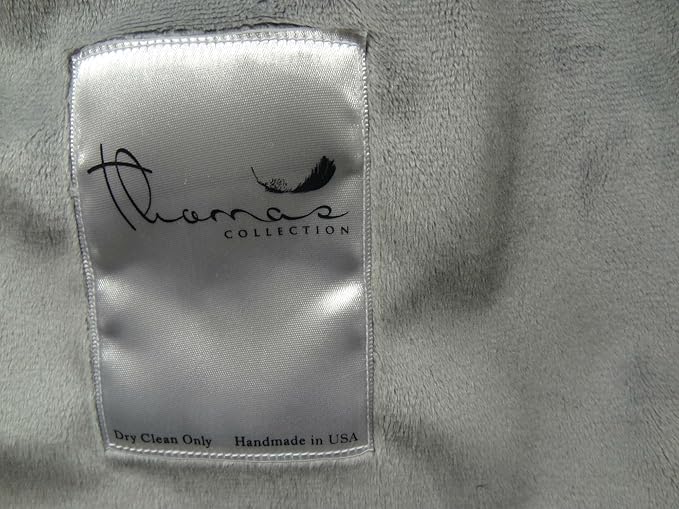 Thomas
COLLECTION
Dry Clean Only Handmade in USA